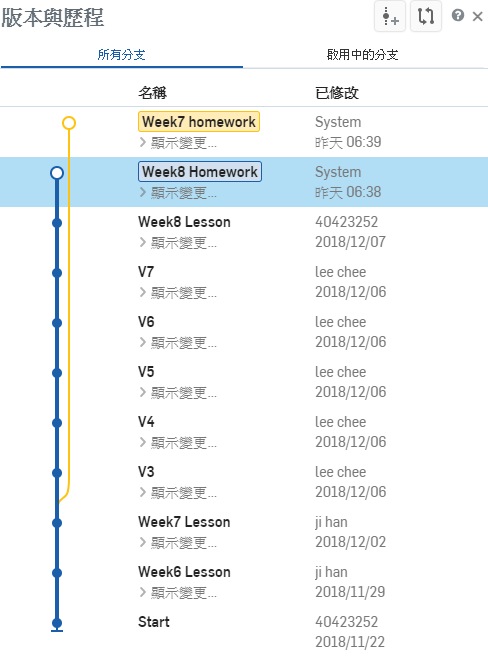 版本與歷程
所有分支 啟用中的分支
名稱 已修改
Week7 homework System
顯示變更... 昨天 06:39
Week8 Homework System
顯示變更... 昨天 06:38
Week8 Lesson 40423252
顯示變更... 2018/12/07
V7 lee chee
顯示變更... 2018/12/06
V6 lee chee
顯示變更... 2018/12/06
V5 lee chee
顯示變更... 2018/12/06
V4 lee chee
顯示變更... 2018/12/06
V3 lee chee
顯示變更... 2018/12/06
Week7 Lesson ji han
顯示變更... 2018/12/02
Week6 Lesson ji han
顯示變更... 2018/11/29
Start 40423252
2018/11/22